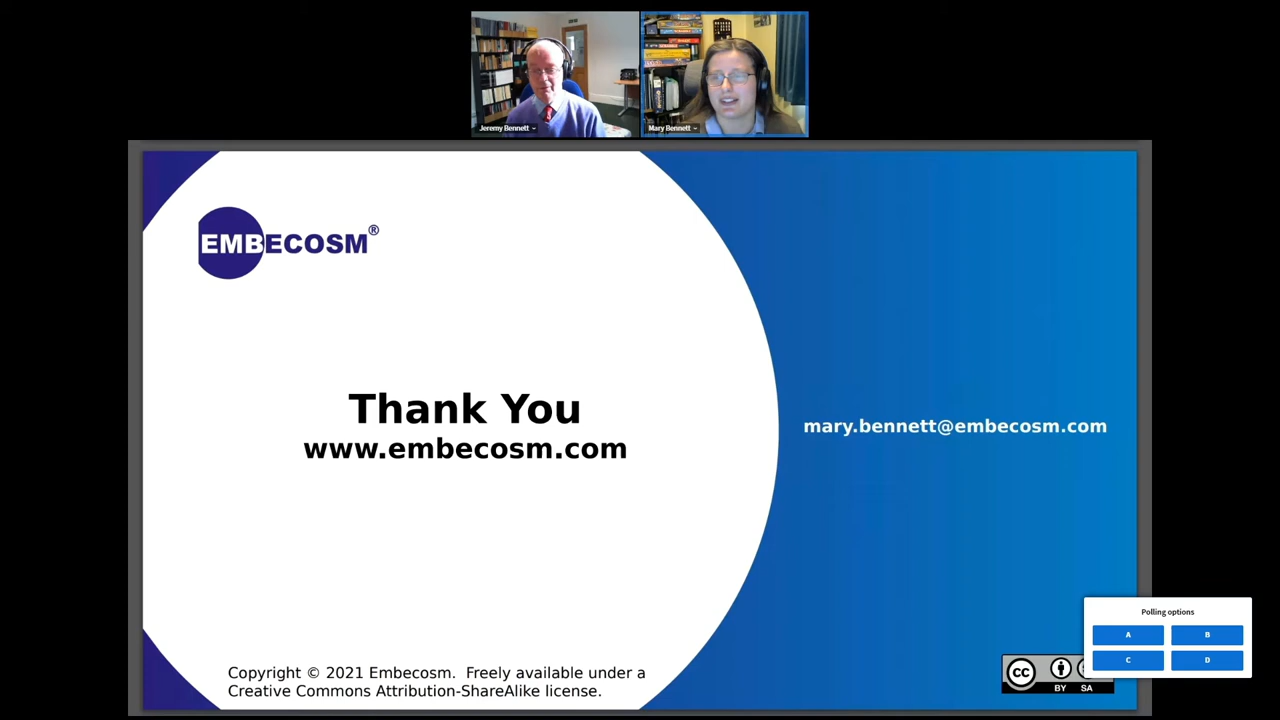 Jeremy Bennett
Mary Bennett
EMBECOSM®
Thank You
www.embecosm.com
mary.bennett@embecosm.com
Polling options
A B
C D
Copyright © 2021 Embecosm. Freely available under a
Creative Commons Attribution-ShareAlike license.
CC
BY SA